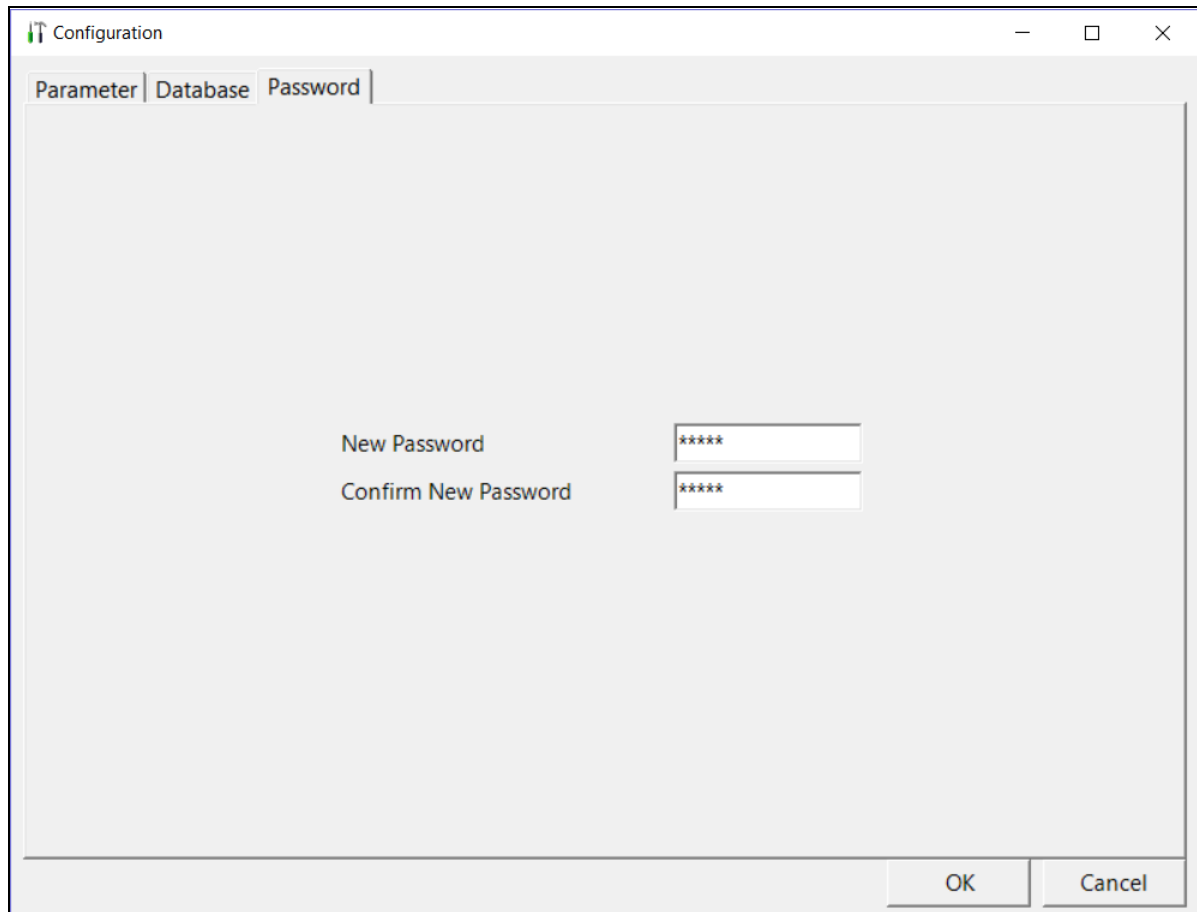 Configuration
Parameter Database Password
New Password *****
Confirm New Password *****
OK Cancel